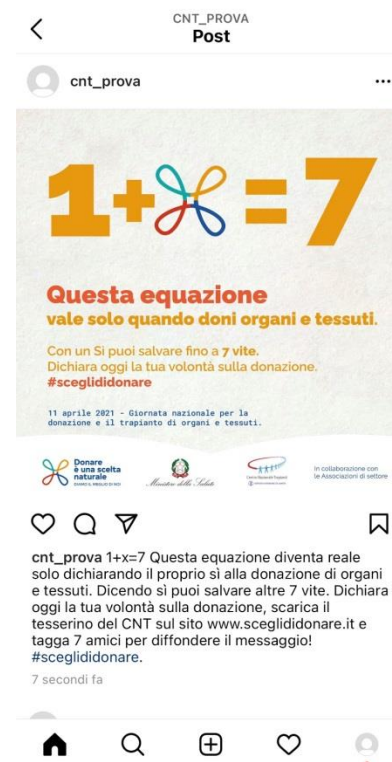 CNT_PROVA
Post
cnt_prova
1+x=7
Questa equazione
vale solo quando doni organi e tessuti.
Con un Sì puoi salvare fino a 7 vite.
Dichiara oggi la tua volontà sulla donazione.
#sceglididonare
11 aprile 2021 - Giornata nazionale per la
donazione e il trapianto di organi e tessuti.
Donare
è una scelta
naturale
Ministero della Salute
Centro Nazionale Trapianti
in collaborazione con
le Associazioni di settore
cnt_prova 1+x=7 Questa equazione diventa reale
solo dichiarando il proprio sì alla donazione di organi
e tessuti. Dicendo sì puoi salvare altre 7 vite. Dichiara
oggi la tua volontà sulla donazione, scarica il
tesserino del CNT sul sito www.sceglididonare.it e
tagga 7 amici per diffondere il messaggio!
#sceglididonare.
7 secondi fa